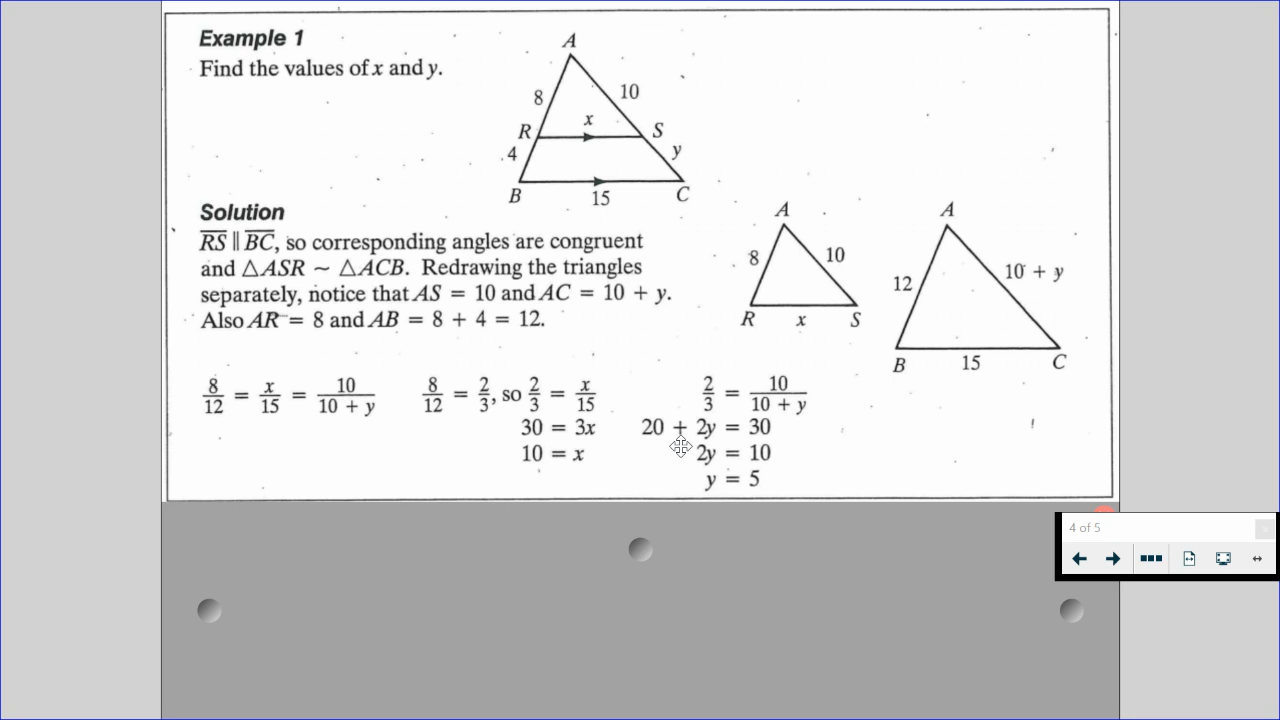 Example 1
Find the values of x and y.
A
8
10
x
R
S
4
y
B
15
C
Solution
RS ∥ BC, so corresponding angles are congruent
and △ASR ~ △ACB. Redrawing the triangles
separately, notice that AS = 10 and AC = 10 + y.
Also AR = 8 and AB = 8 + 4 = 12.
A
8
10
R
x
S
A
12
10 + y
B
15
C
8/12 = x/15 = 10/(10 + y)
8/12 = 2/3, so 2/3 = x/15
30 = 3x
10 = x
2/3 = 10/(10 + y)
20 + 2y = 30
2y = 10
y = 5
4 of 5